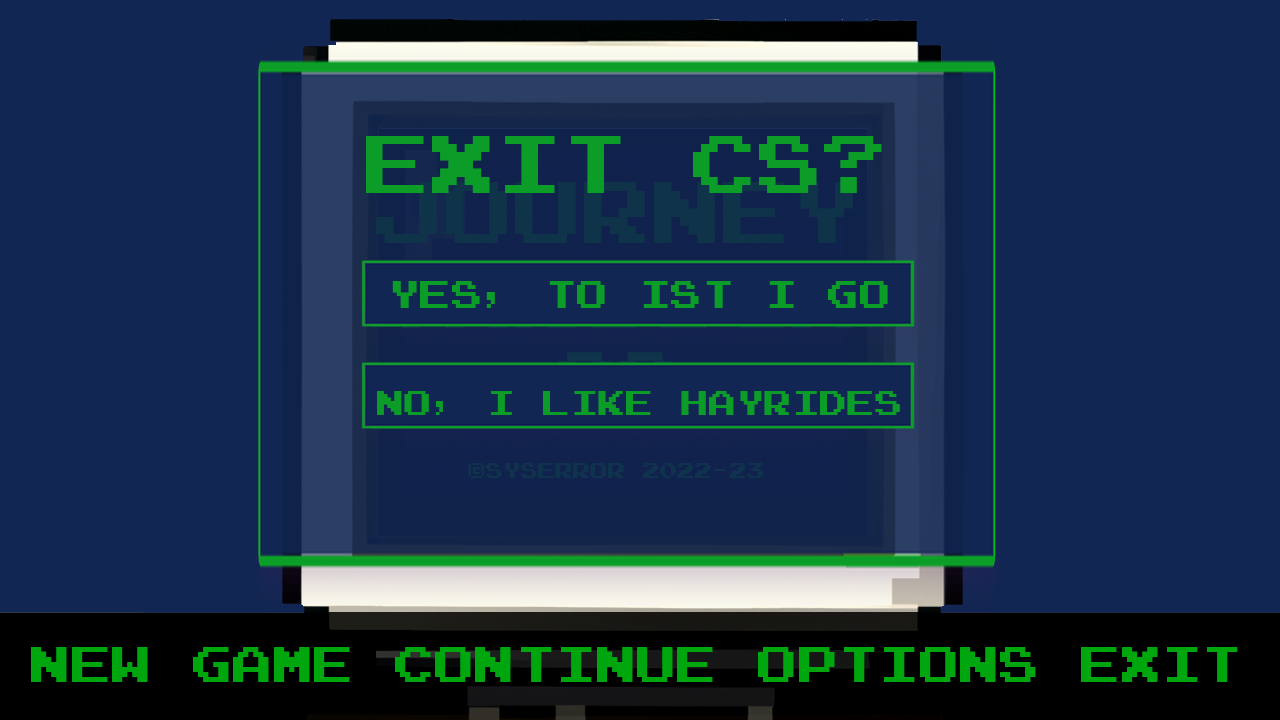 EXIT CS?
JOURNEY
YES, TO IST I GO
NO, I LIKE HAYRIDES
©SYSERROR 2022-23
NEW GAME CONTINUE OPTIONS EXIT